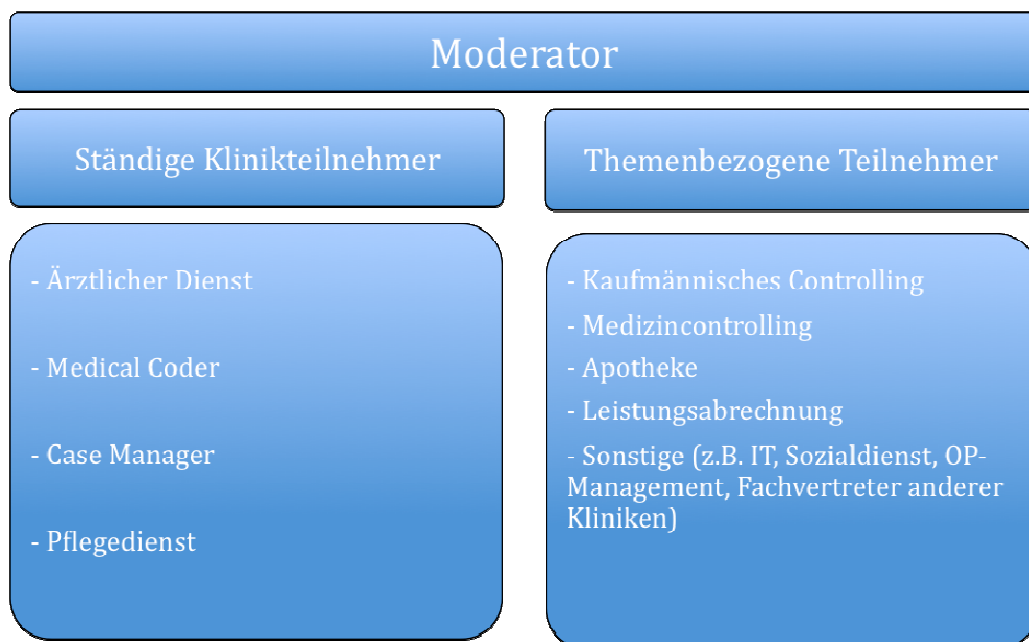 Moderator
Ständige Klinikteilnehmer
- Ärztlicher Dienst
- Medical Coder
- Case Manager
- Pflegedienst
Themenbezogene Teilnehmer
- Kaufmännisches Controlling
- Medizincontrolling
- Apotheke
- Leistungsabrechnung
- Sonstige (z.B. IT, Sozialdienst, OP-
Management, Fachvertreter anderer
Kliniken)